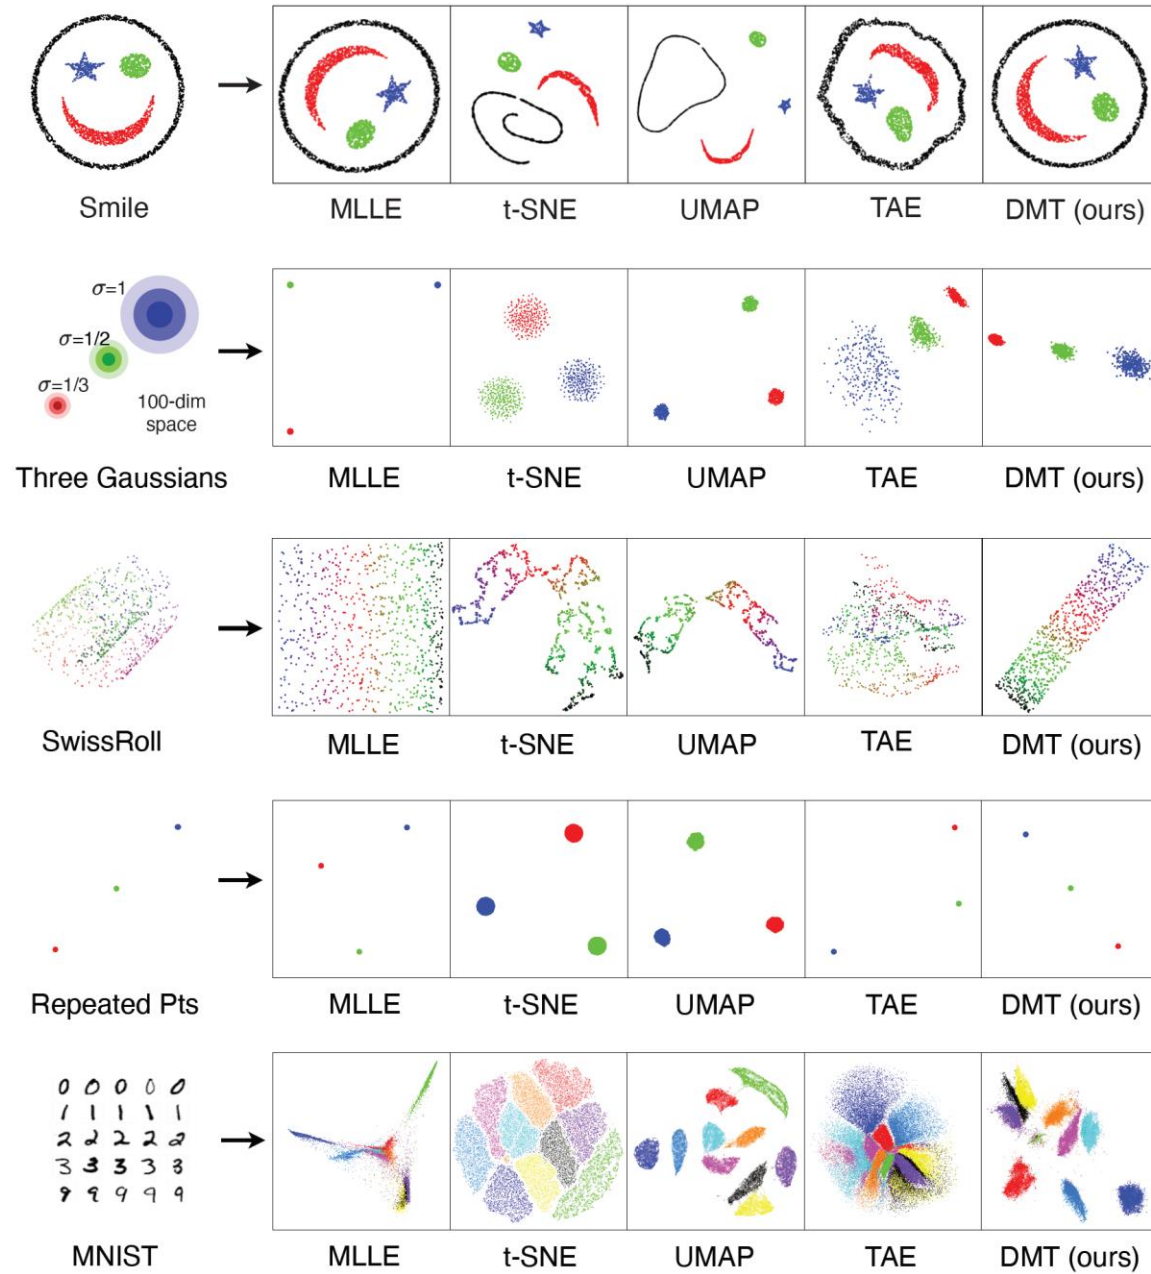 Smile
MLLE t-SNE UMAP TAE DMT (ours)
σ=1
σ=1/2
σ=1/3
100-dim
space
Three Gaussians
MLLE t-SNE UMAP TAE DMT (ours)
SwissRoll
MLLE t-SNE UMAP TAE DMT (ours)
Repeated Pts
MLLE t-SNE UMAP TAE DMT (ours)
0 0 0 0 0
1 1 1 1 1
2 2 2 2 2
3 3 3 3 3
9 9 9 9 9
MNIST
MLLE t-SNE UMAP TAE DMT (ours)